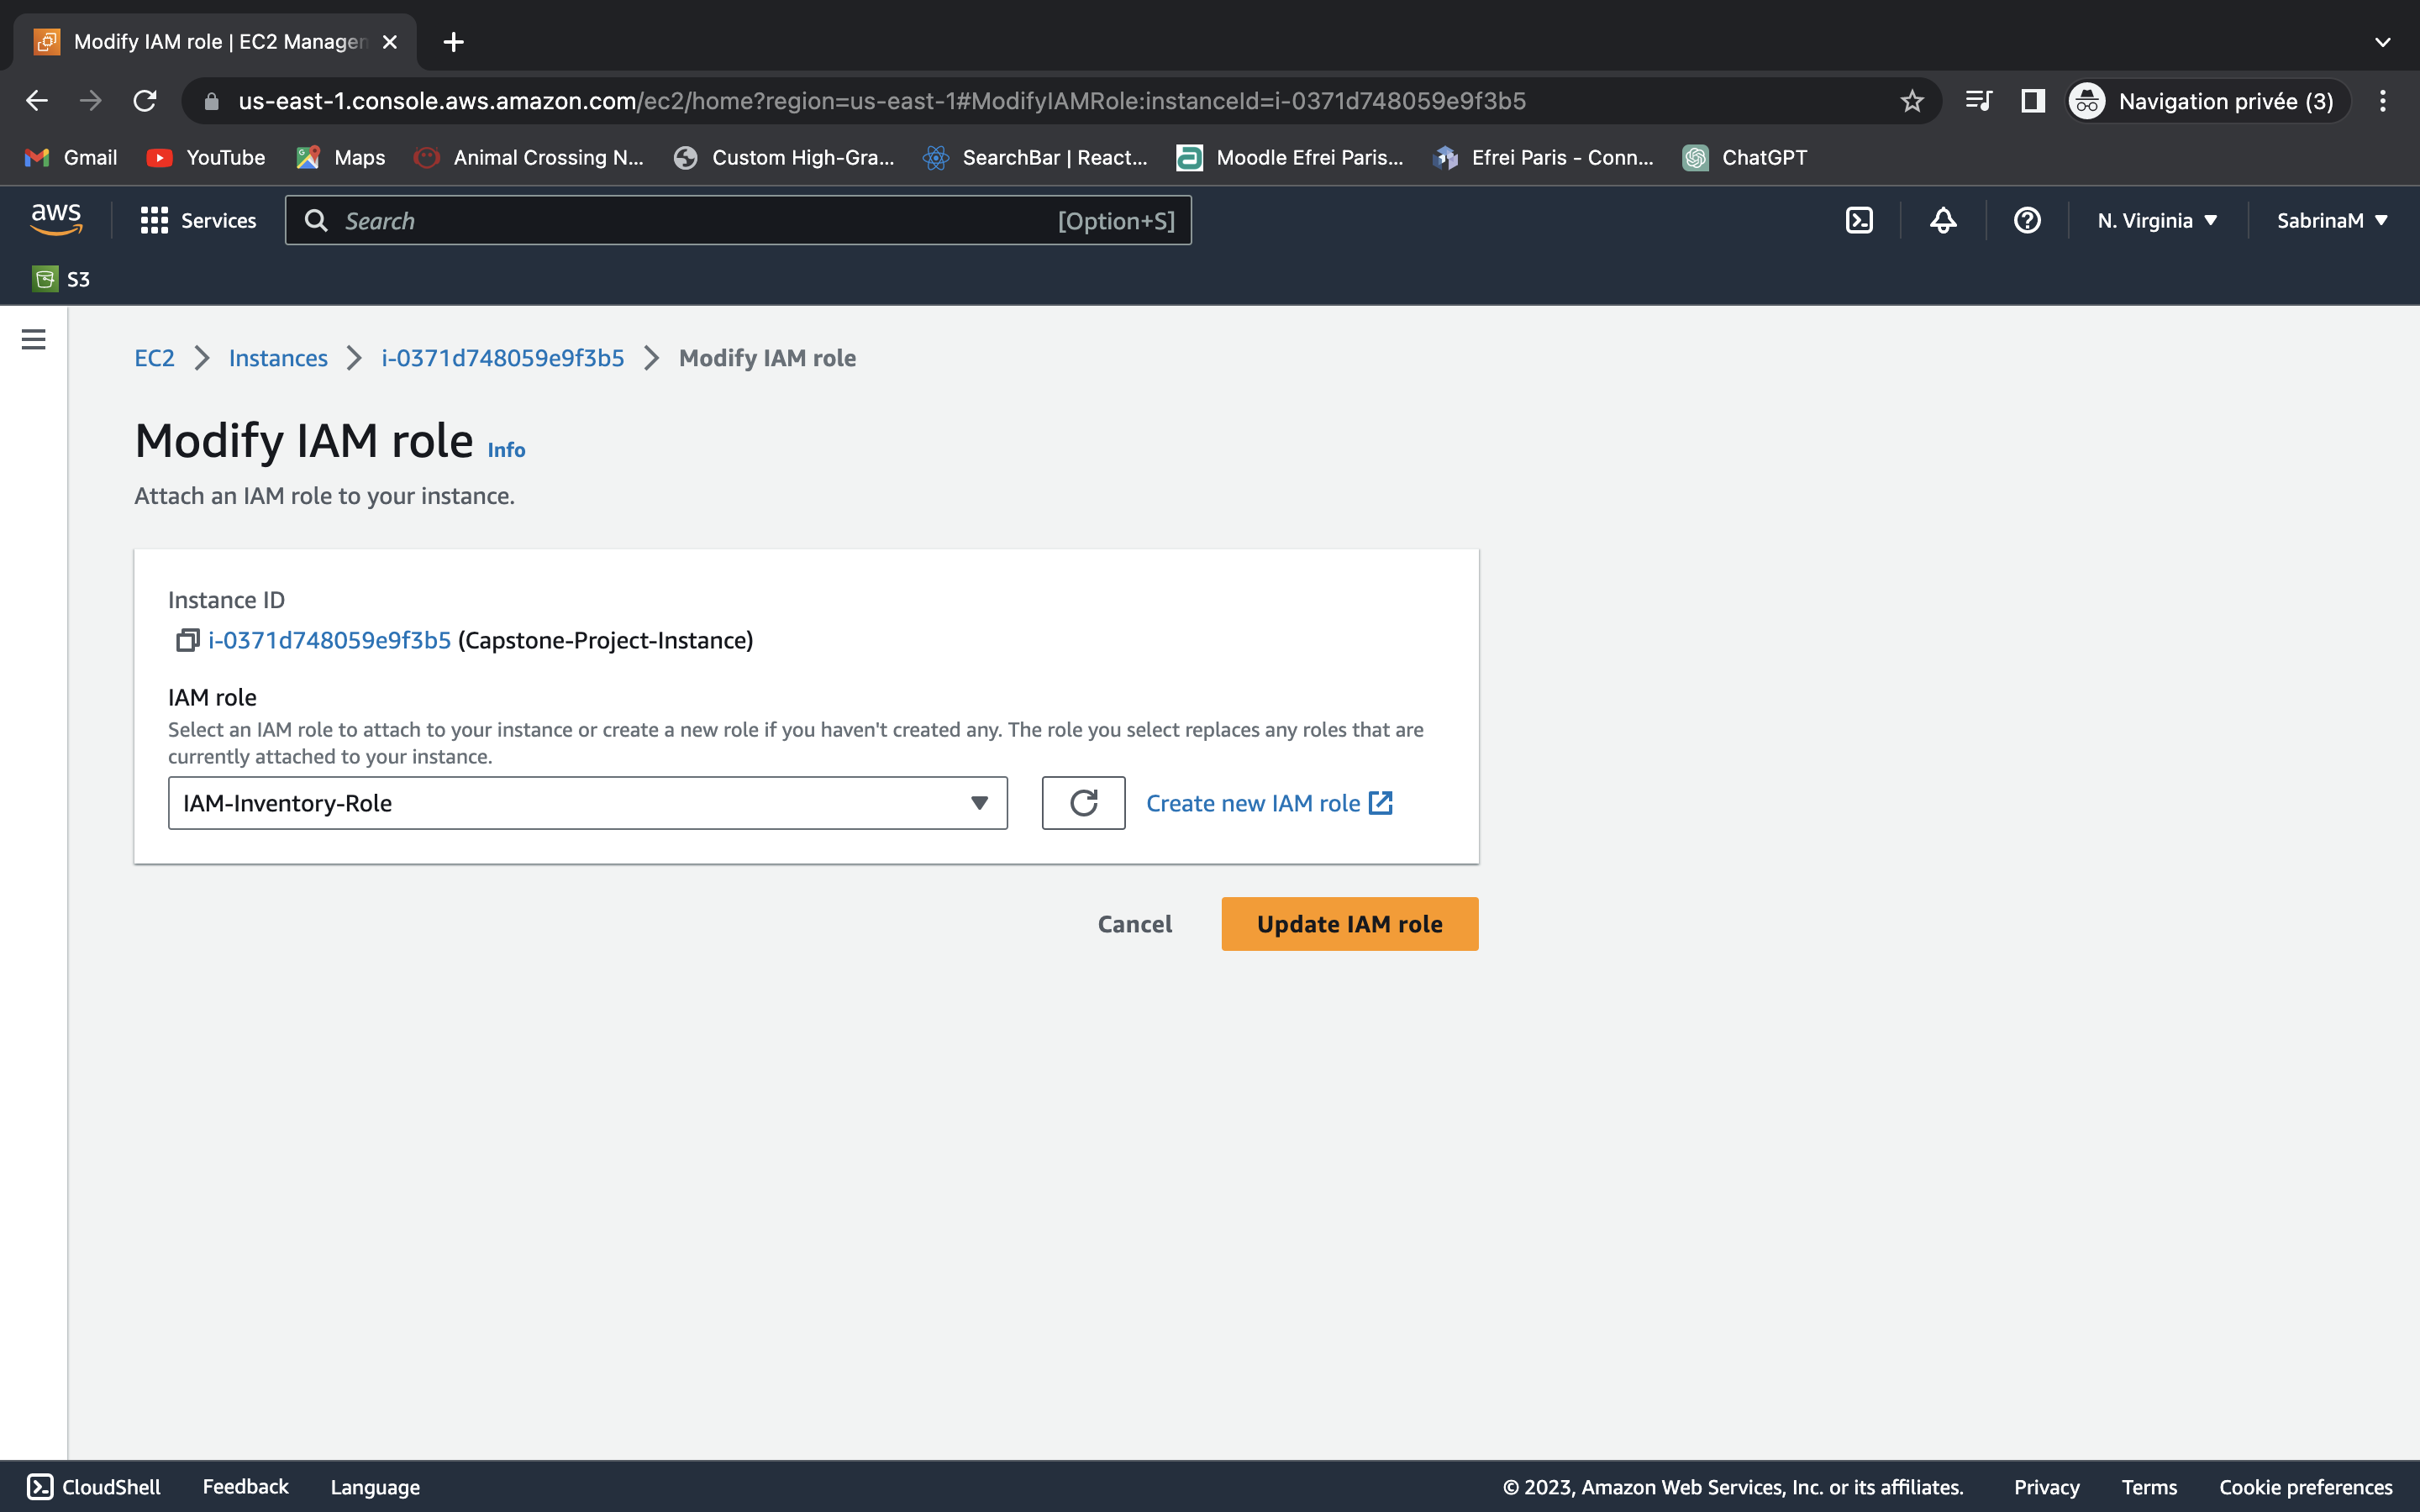 Modify IAM role | EC2 Managen
us-east-1.console.aws.amazon.com/ec2/home?region=us-east-1#ModifyIAMRole:instanceId=i-0371d748059e9f3b5
Navigation privée (3)
Gmail YouTube Maps Animal Crossing N... Custom High-Gra... SearchBar | React... Moodle Efrei Paris... Efrei Paris - Conn... ChatGPT
aws Services Search [Option+S] N. Virginia SabrinaM
S3
EC2 Instances i-0371d748059e9f3b5 Modify IAM role
Modify IAM role Info
Attach an IAM role to your instance.
Instance ID
i-0371d748059e9f3b5 (Capstone-Project-Instance)
IAM role
Select an IAM role to attach to your instance or create a new role if you haven't created any. The role you select replaces any roles that are
currently attached to your instance.
IAM-Inventory-Role Create new IAM role
Cancel Update IAM role
CloudShell Feedback Language © 2023, Amazon Web Services, Inc. or its affiliates. Privacy Terms Cookie preferences